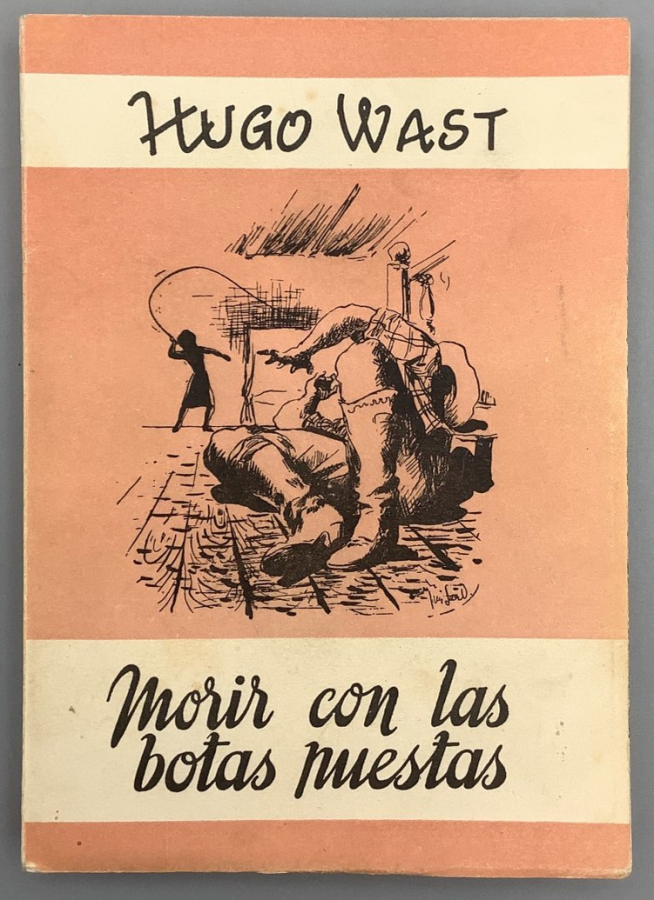 HUGO WAST
Morir con las
botas puestas